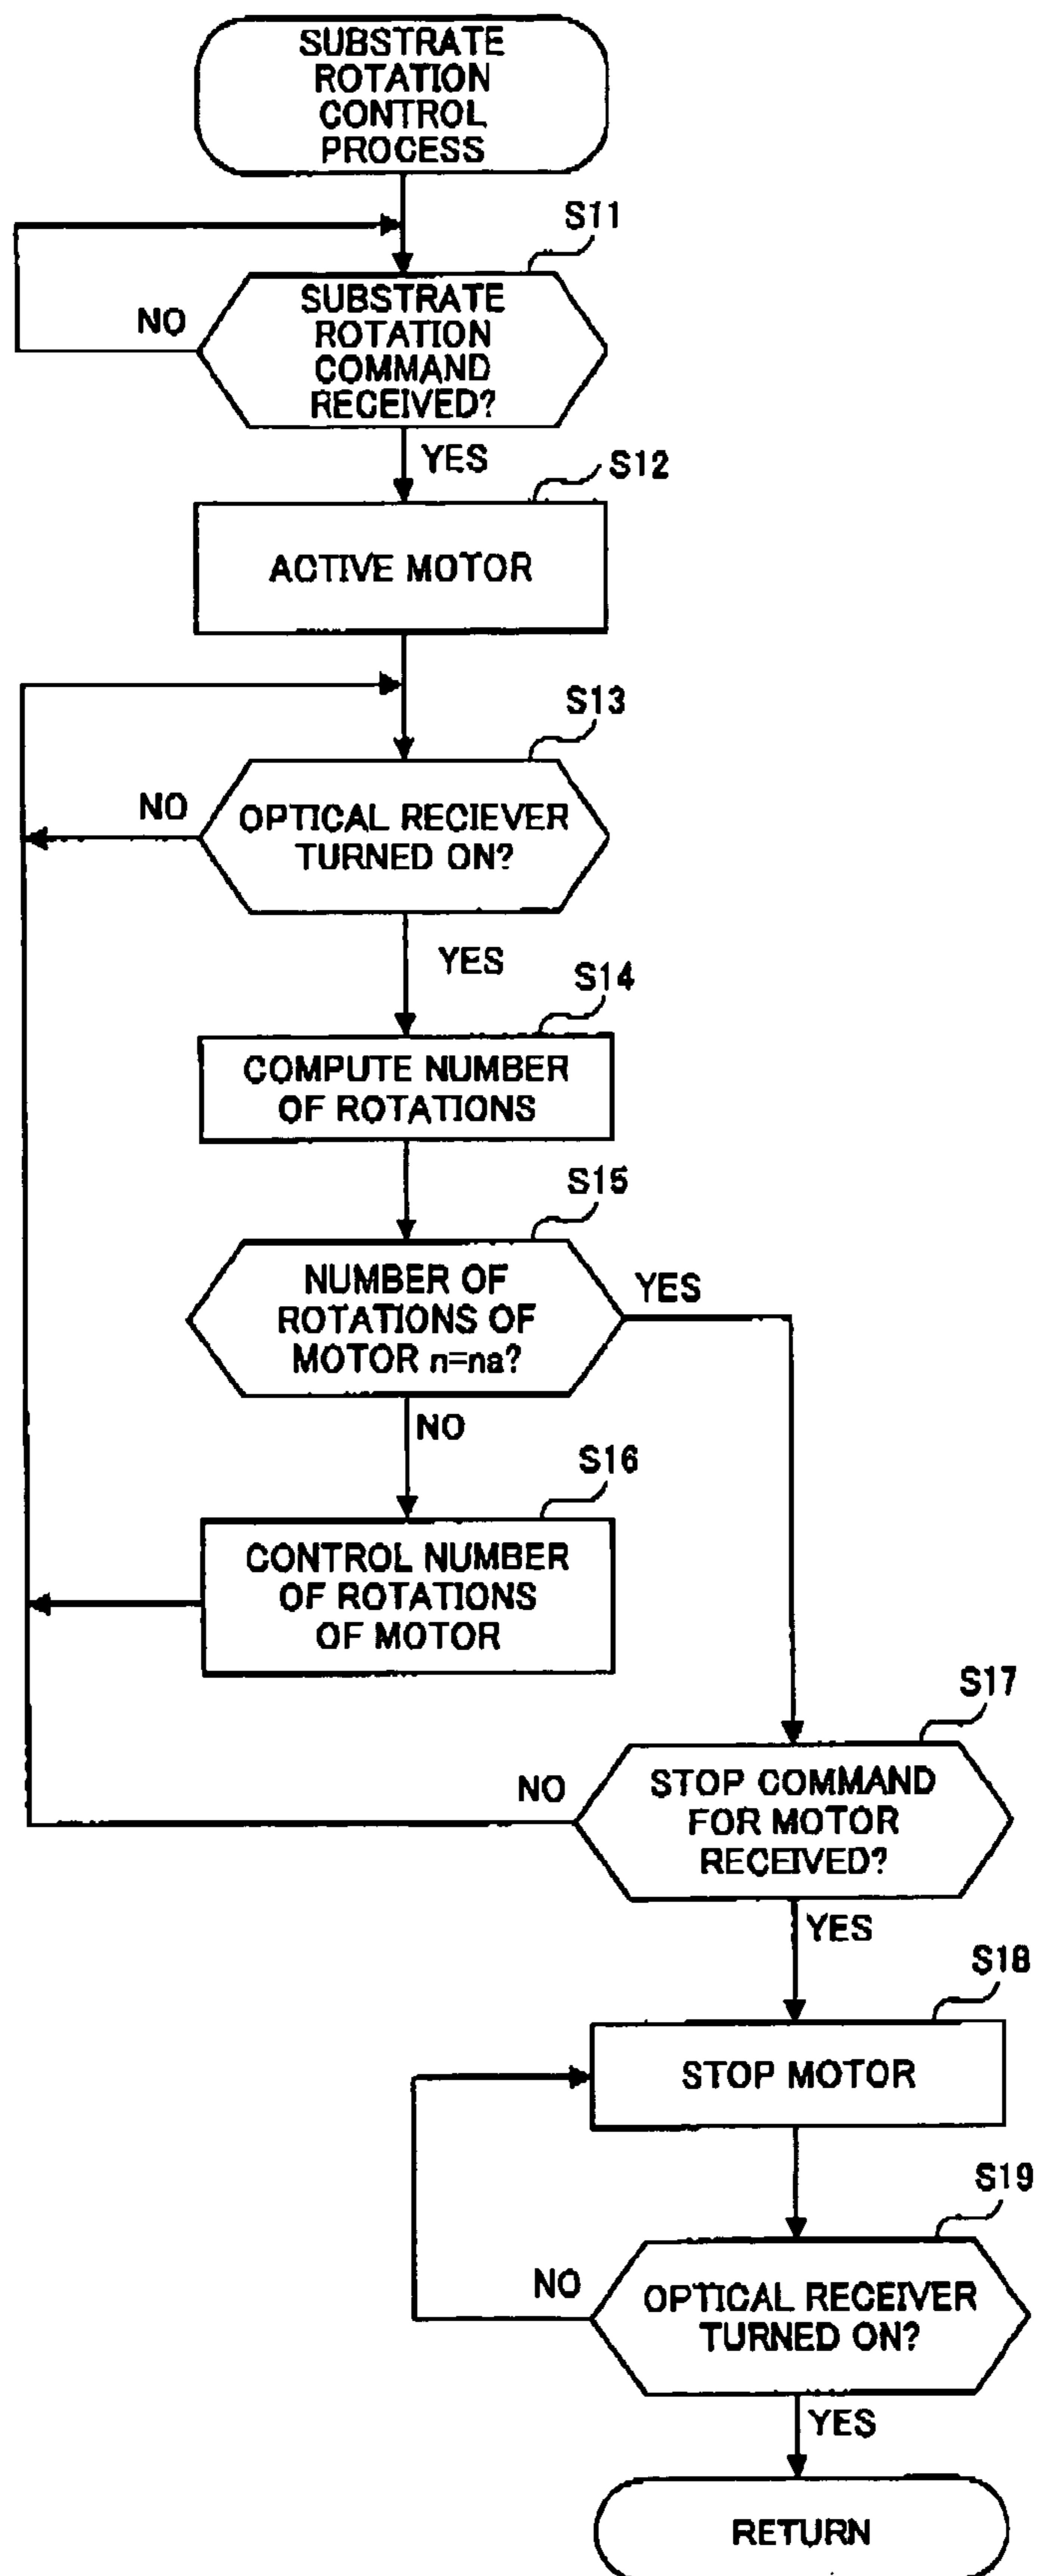 SUBSTRATE
ROTATION
CONTROL
PROCESS
S11
SUBSTRATE
ROTATION
COMMAND
RECEIVED?
NO
YES
S12
ACTIVE MOTOR
S13
OPTICAL RECIEVER
TURNED ON?
NO
YES
S14
COMPUTE NUMBER
OF ROTATIONS
S15
NUMBER OF
ROTATIONS OF
MOTOR n=na?
YES
NO
S16
CONTROL NUMBER
OF ROTATIONS
OF MOTOR
S17
STOP COMMAND
FOR MOTOR
RECEIVED?
NO
YES
S18
STOP MOTOR
S19
OPTICAL RECEIVER
TURNED ON?
NO
YES
RETURN